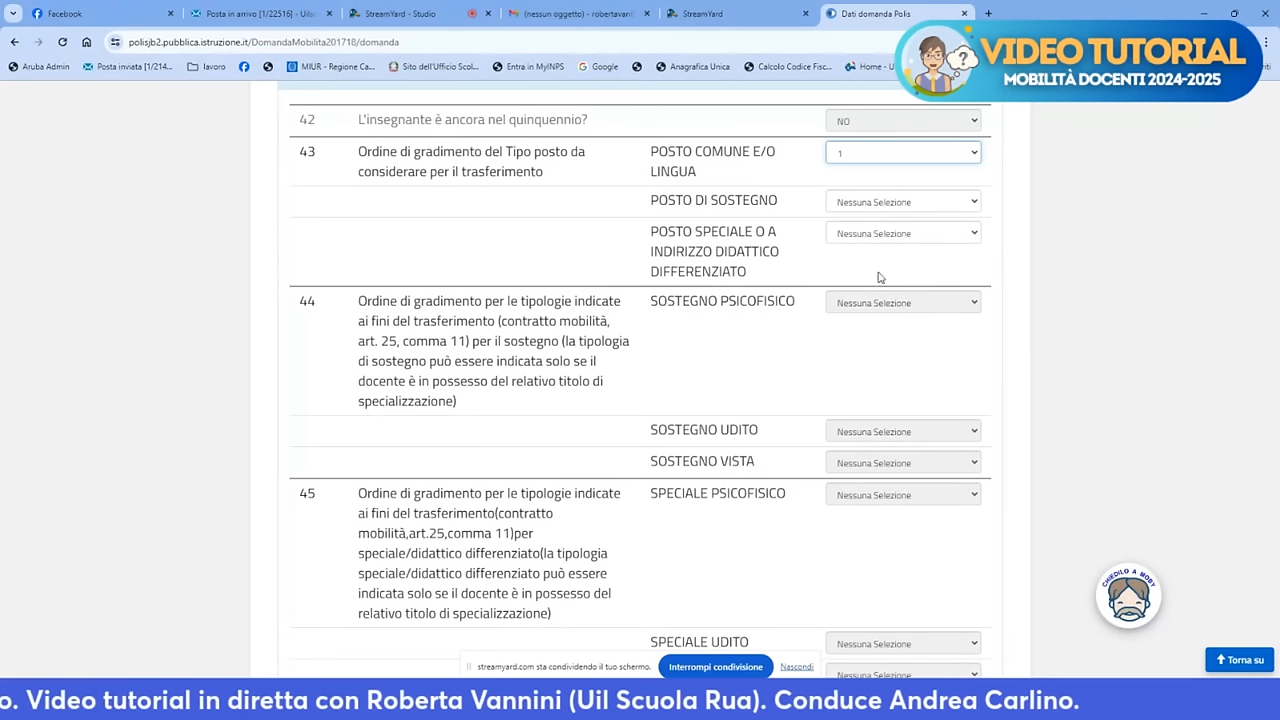 Facebook
Posta in arrivo [1/22516] - Uils
StreamYard - Studio
(nessun oggetto) - robertavari
StreamYard
Dati domanda Polis
polisjb2.pubblica.istruzione.it/DomandaMobilita201718/domanda
Aruba Admin
Posta inviata [1/214...
lavoro
MIUR - Registr Ca...
Sito dell'Ufficio Scol...
Entra in MyINPS
Google
Anagrafica Unica
Calcolo Codice Fisc...
Home - U
VIDEO TUTORIAL
MOBILITÀ DOCENTI 2024-2025
42 L'insegnante è ancora nel quinquennio? NO
43 Ordine di gradimento del Tipo posto da POSTO COMUNE E/O 1
considerare per il trasferimento LINGUA
POSTO DI SOSTEGNO Nessuna Selezione
POSTO SPECIALE O A Nessuna Selezione
INDIRIZZO DIDATTICO
DIFFERENZIATO
44 Ordine di gradimento per le tipologie indicate SOSTEGNO PSICOFISICO Nessuna Selezione
ai fini del trasferimento (contratto mobilità,
art. 25, comma 11) per il sostegno (la tipologia
di sostegno può essere indicata solo se il
docente è in possesso del relativo titolo di
specializzazione)
SOSTEGNO UDITO Nessuna Selezione
SOSTEGNO VISTA Nessuna Selezione
45 Ordine di gradimento per le tipologie indicate SPECIALE PSICOFISICO Nessuna Selezione
ai fini del trasferimento(contratto
mobilità,art.25,comma 11)per
speciale/didattico differenziato(la tipologia
speciale/didattico differenziato può essere
indicata solo se il docente è in possesso del
relativo titolo di specializzazione)
SPECIALE UDITO Nessuna Selezione
Nessuna Selezione
CHIEDILO A MOBY
Torna su
streamyard.com sta condividendo il tuo schermo. Interrompi condivisione Nascondi
o. Video tutorial in diretta con Roberta Vannini (Uil Scuola Rua). Conduce Andrea Carlino.